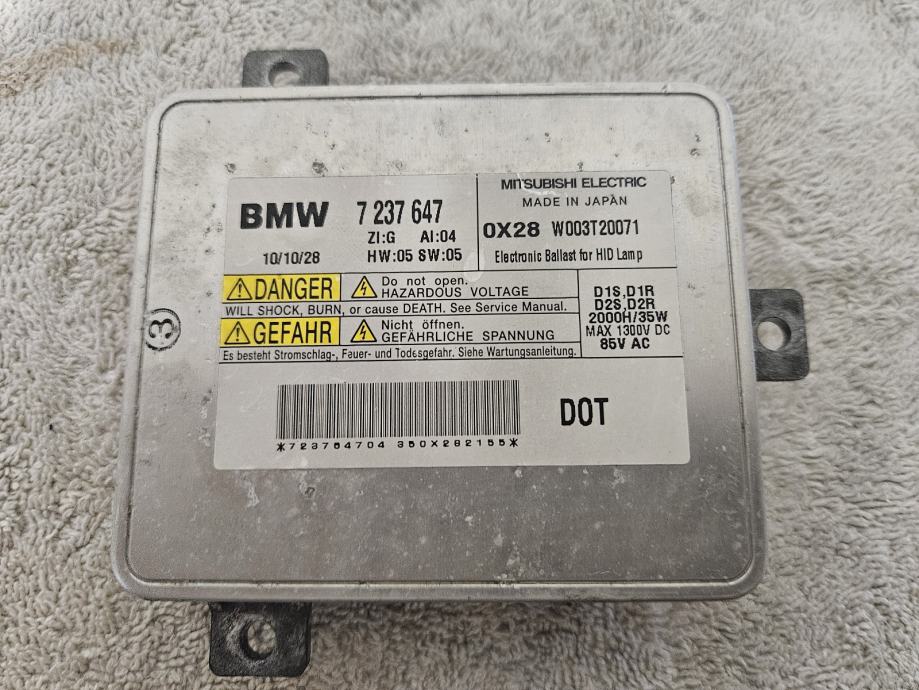 BMW 7 237 647
ZI:G AI:04
10/10/28 HW:05 SW:05
MITSUBISHI ELECTRIC
MADE IN JAPAN
0X28 W003T20071
Electronic Ballast for HID Lamp
DANGER Do not open.
HAZARDOUS VOLTAGE
WILL SHOCK, BURN, or cause DEATH. See Service Manual.
GEFAHR Nicht öffnen.
GEFÄHRLICHE SPANNUNG
Es besteht Stromschlag-, Feuer- und Todesgefahr. Siehe Wartungsanleitung.
D1S,D1R
D2S,D2R
2000H/35W
MAX 1300V DC
85V AC
3
*723764704 350X282155*
DOT